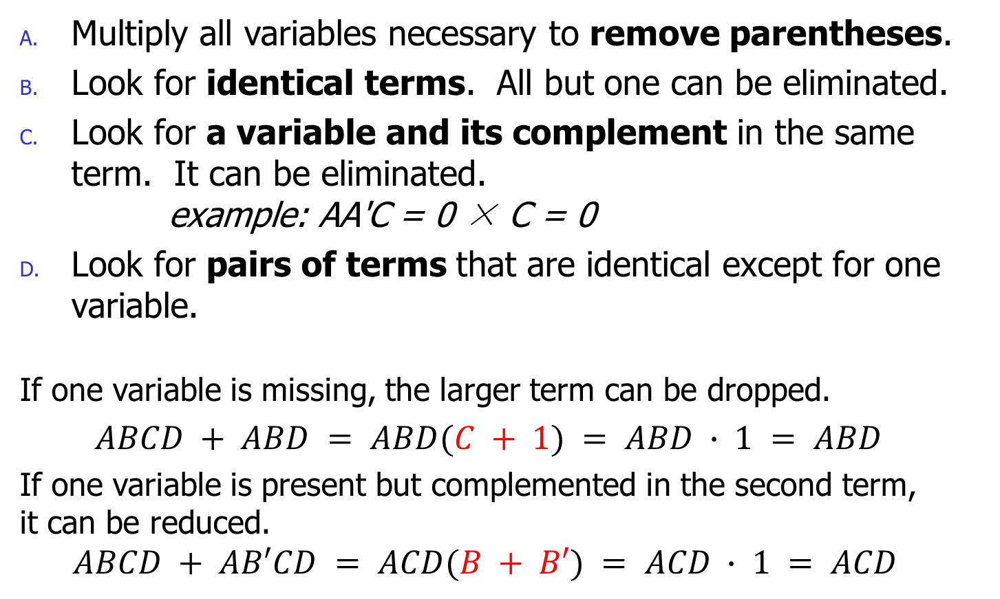 A. Multiply all variables necessary to remove parentheses.
B. Look for identical terms.  All but one can be eliminated.
C. Look for a variable and its complement in the same
term.  It can be eliminated.
example: AA'C = 0 × C = 0
D. Look for pairs of terms that are identical except for one
variable.
If one variable is missing, the larger term can be dropped.
ABCD + ABD = ABD(C + 1) = ABD · 1 = ABD
If one variable is present but complemented in the second term,
it can be reduced.
ABCD + AB′CD = ACD(B + B′) = ACD · 1 = ACD